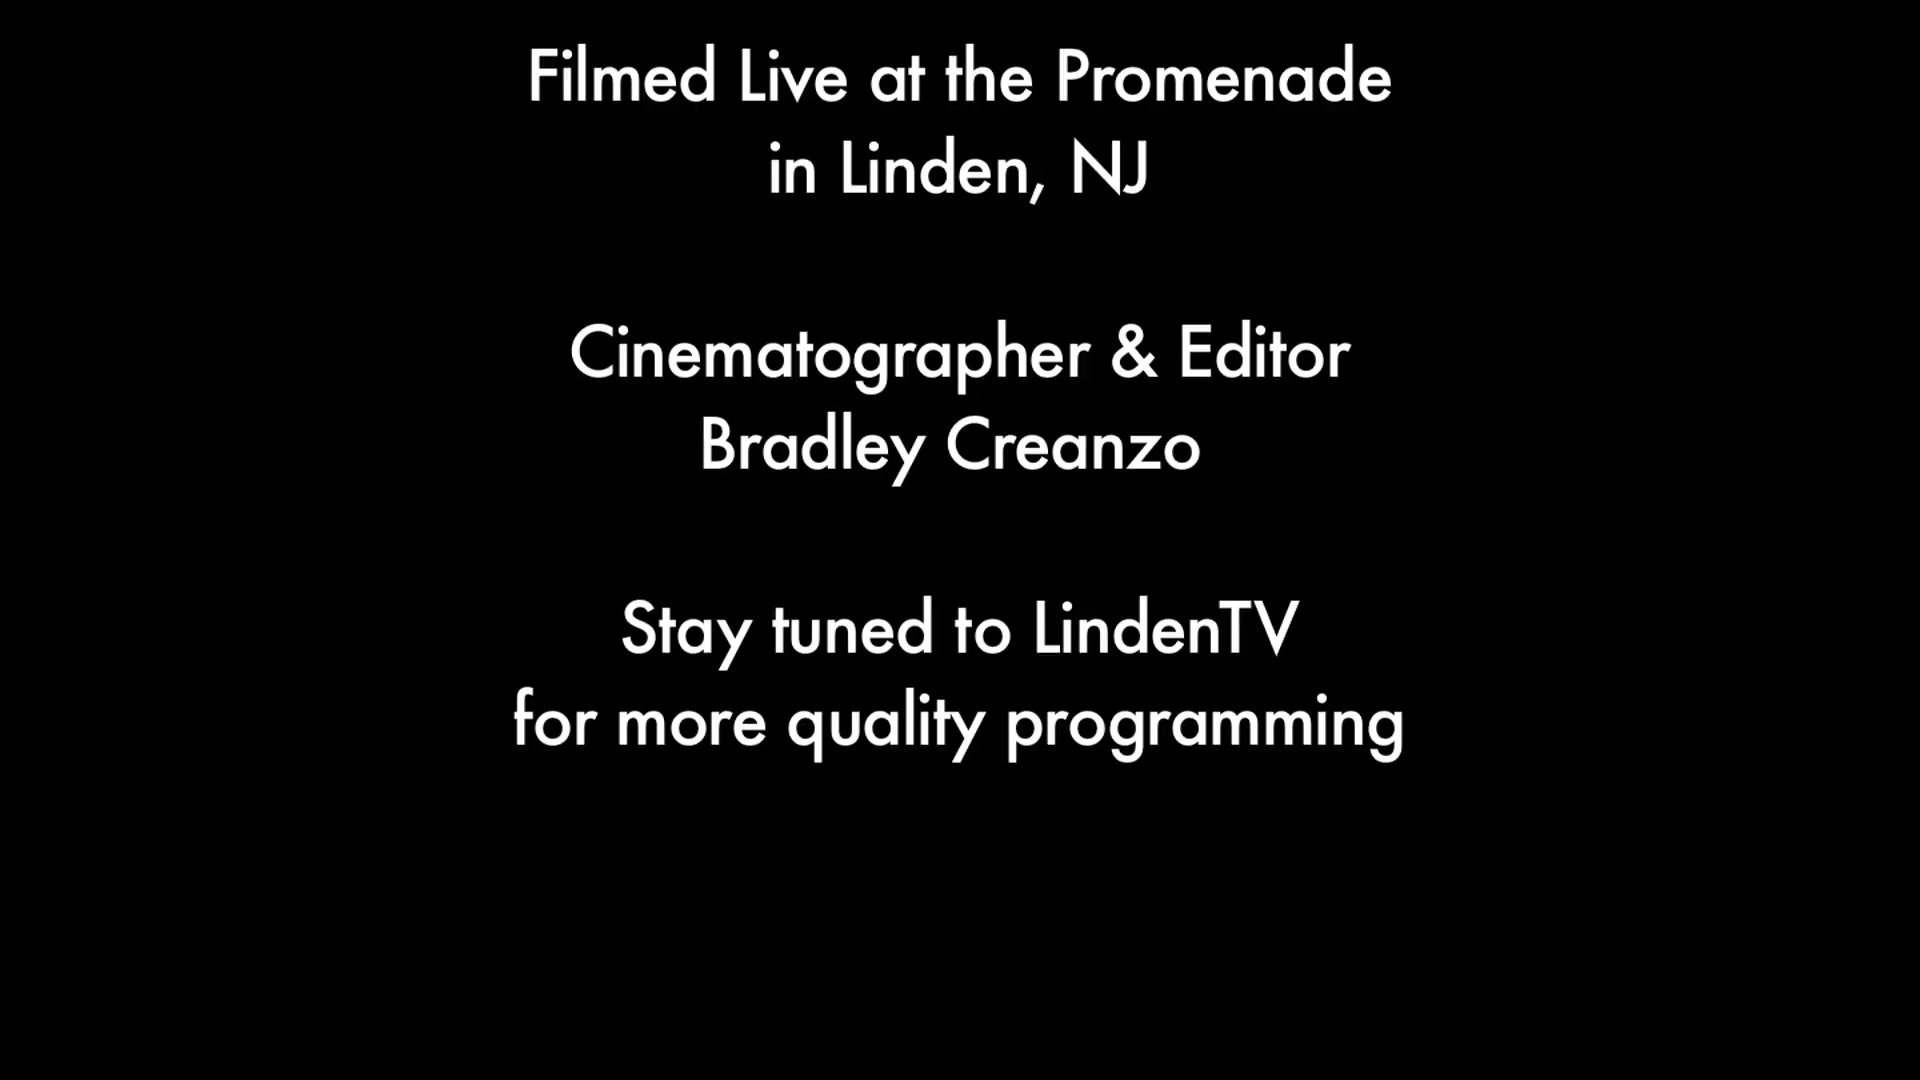 Filmed Live at the Promenade
in Linden, NJ
Cinematographer & Editor
Bradley Creanzo
Stay tuned to LindenTV
for more quality programming